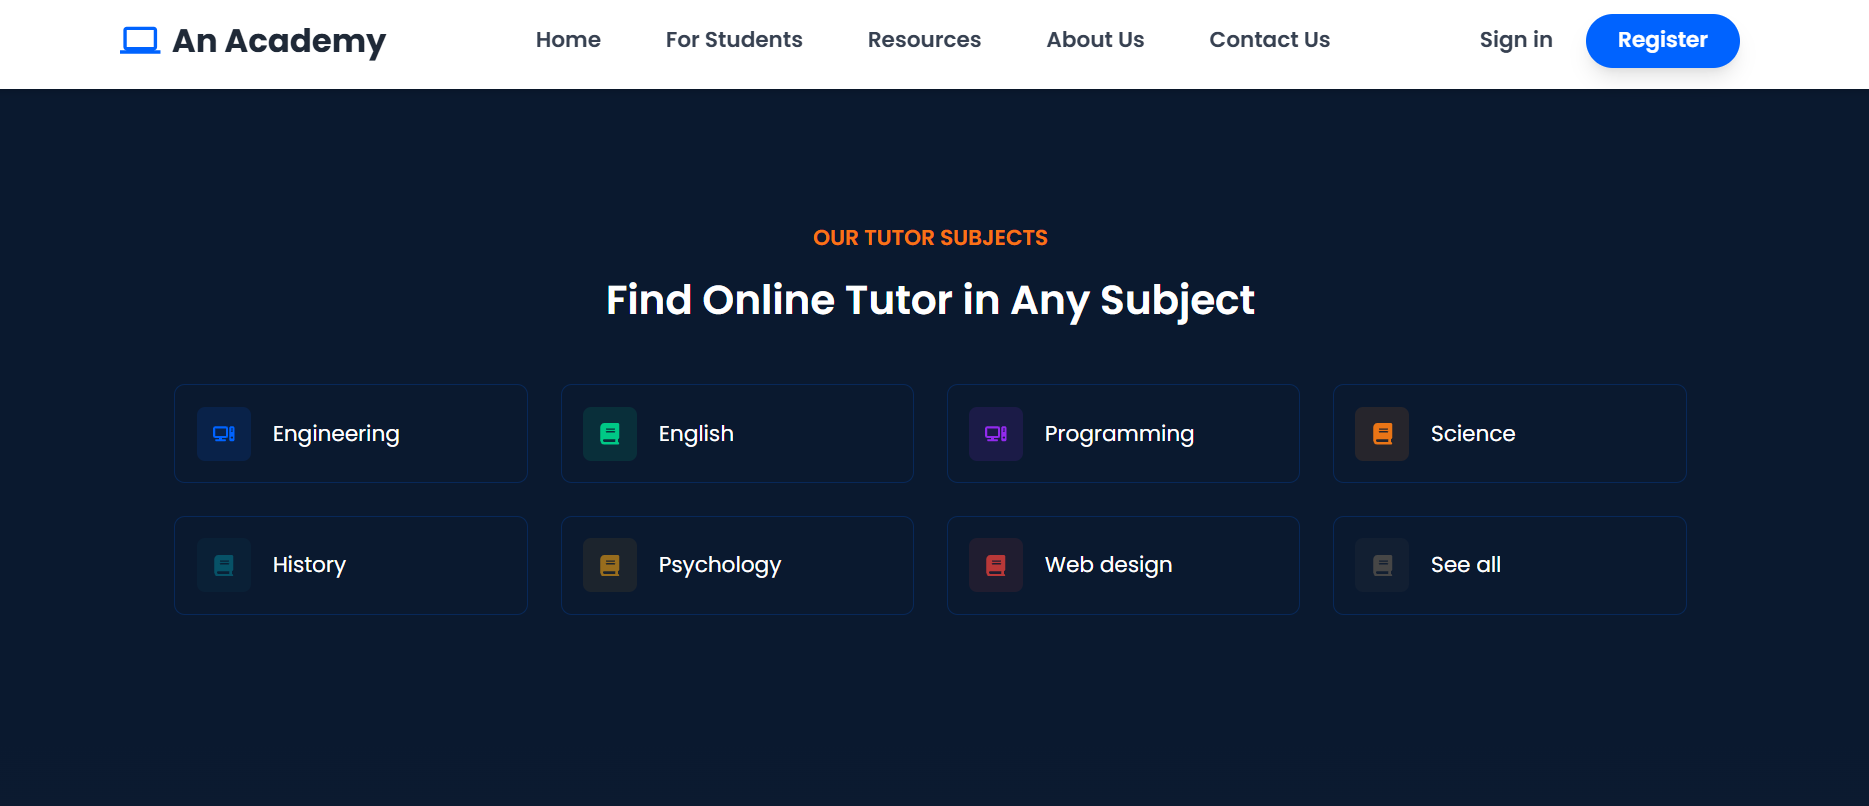 An Academy Home For Students Resources About Us Contact Us Sign in Register
OUR TUTOR SUBJECTS
Find Online Tutor in Any Subject
Engineering English Programming Science
History Psychology Web design See all